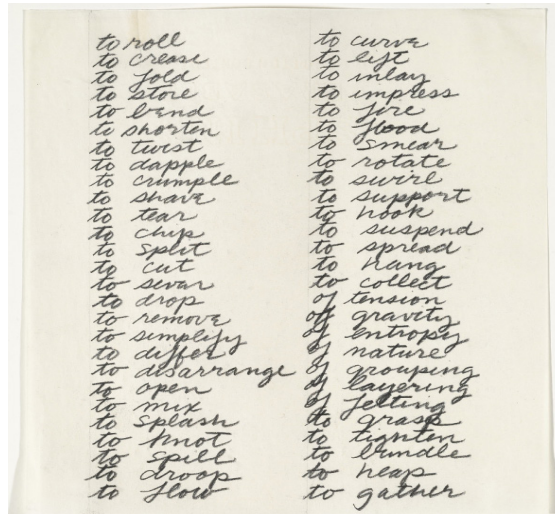 to roll
to crease
to fold
to store
to bend
to shorten
to twist
to dapple
to crumple
to shave
to tear
to chip
to split
to cut
to sever
to drop
to remove
to simplify
to differ
to disarrange
to open
to mix
to splash
to knot
to spill
to droop
to flow
to curve
to lift
to inlay
to impress
to fire
to flood
to smear
to rotate
to swirl
to support
to hook
to suspend
to spread
to hang
to collect
of tension
of gravity
of entropy
of nature
of grouping
of layering
of felting
to grasp
to tighten
to bundle
to heap
to gather